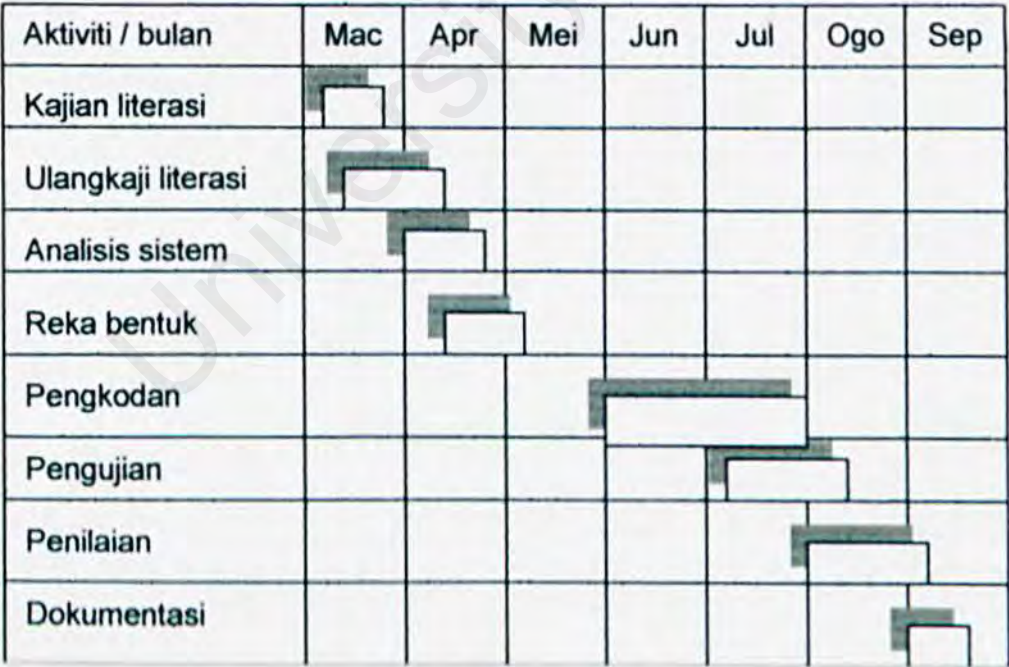 Aktiviti / bulan Mac Apr Mei Jun Jul Ogo Sep
Kajian literasi
Ulangkaji literasi
Analisis sistem
Reka bentuk
Pengkodan
Pengujian
Penilaian
Dokumentasi
Universit